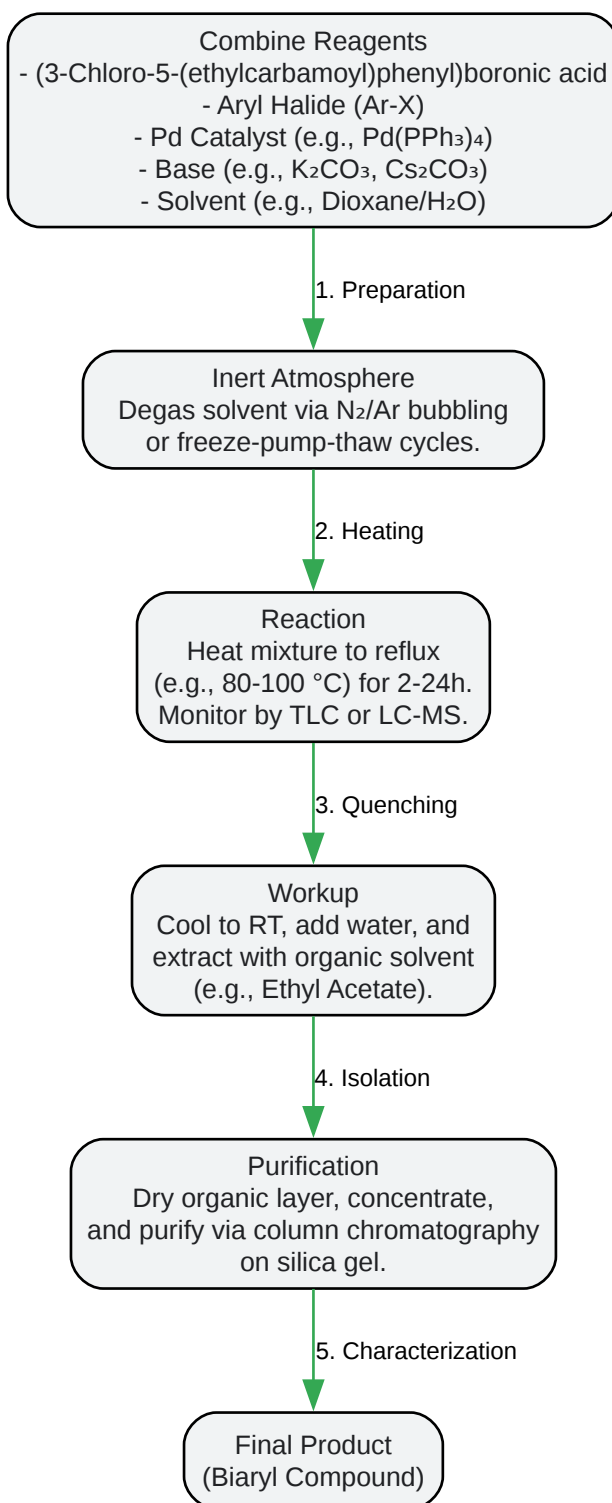 Combine Reagents
- (3-Chloro-5-(ethylcarbamoyl)phenyl)boronic acid
- Aryl Halide (Ar-X)
- Pd Catalyst (e.g., Pd(PPh₃)₄)
- Base (e.g., K₂CO₃, Cs₂CO₃)
- Solvent (e.g., Dioxane/H₂O)
1. Preparation
Inert Atmosphere
Degas solvent via N₂/Ar bubbling
or freeze-pump-thaw cycles.
2. Heating
Reaction
Heat mixture to reflux
(e.g., 80-100 °C) for 2-24h.
Monitor by TLC or LC-MS.
3. Quenching
Workup
Cool to RT, add water, and
extract with organic solvent
(e.g., Ethyl Acetate).
4. Isolation
Purification
Dry organic layer, concentrate,
and purify via column chromatography
on silica gel.
5. Characterization
Final Product
(Biaryl Compound)